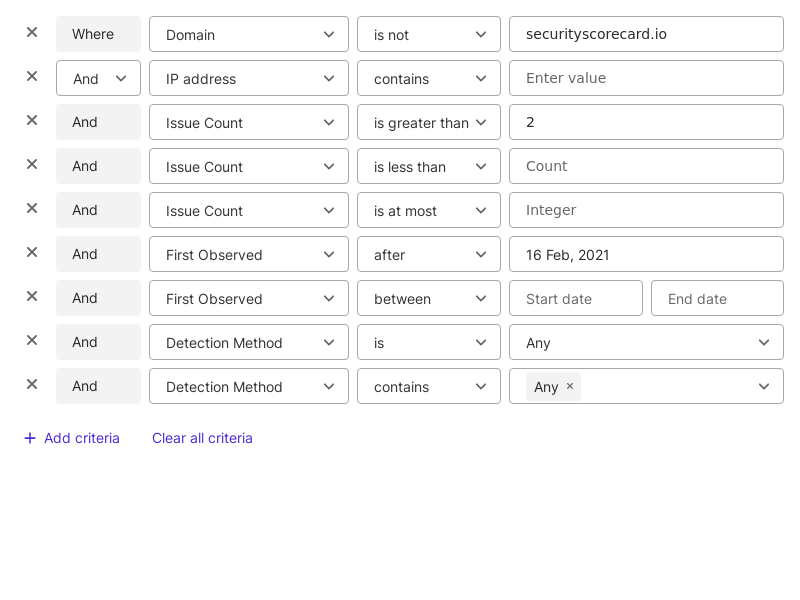 Where Domain is not securityscorecard.io
And IP address contains Enter value
And Issue Count is greater than 2
And Issue Count is less than Count
And Issue Count is at most Integer
And First Observed after 16 Feb, 2021
And First Observed between Start date End date
And Detection Method is Any
And Detection Method contains Any
Add criteria Clear all criteria